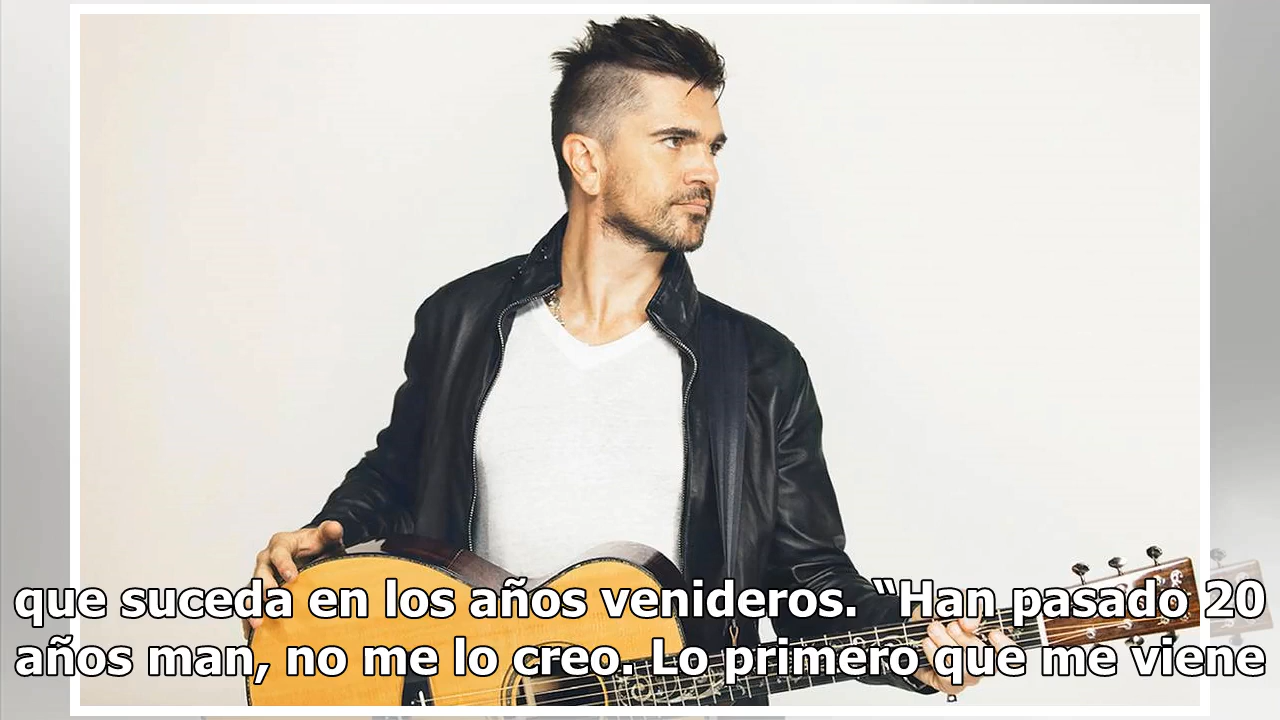 que suceda en los años venideros. “Han pasado 20
años man, no me lo creo. Lo primero que me viene